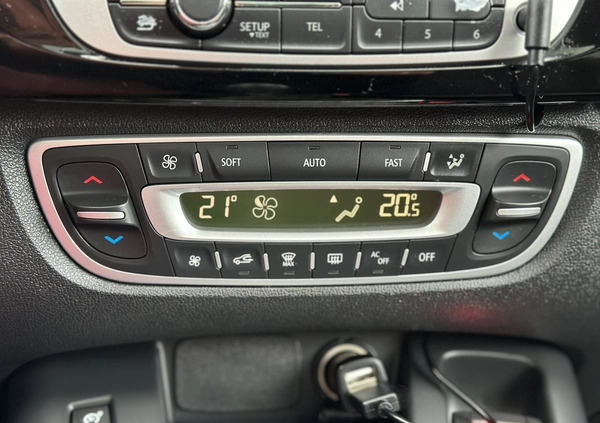 SETUP
▾TEXT
TEL
4
5
6
SOFT
AUTO
FAST
21°
20.5°
MAX
AC
OFF
OFF